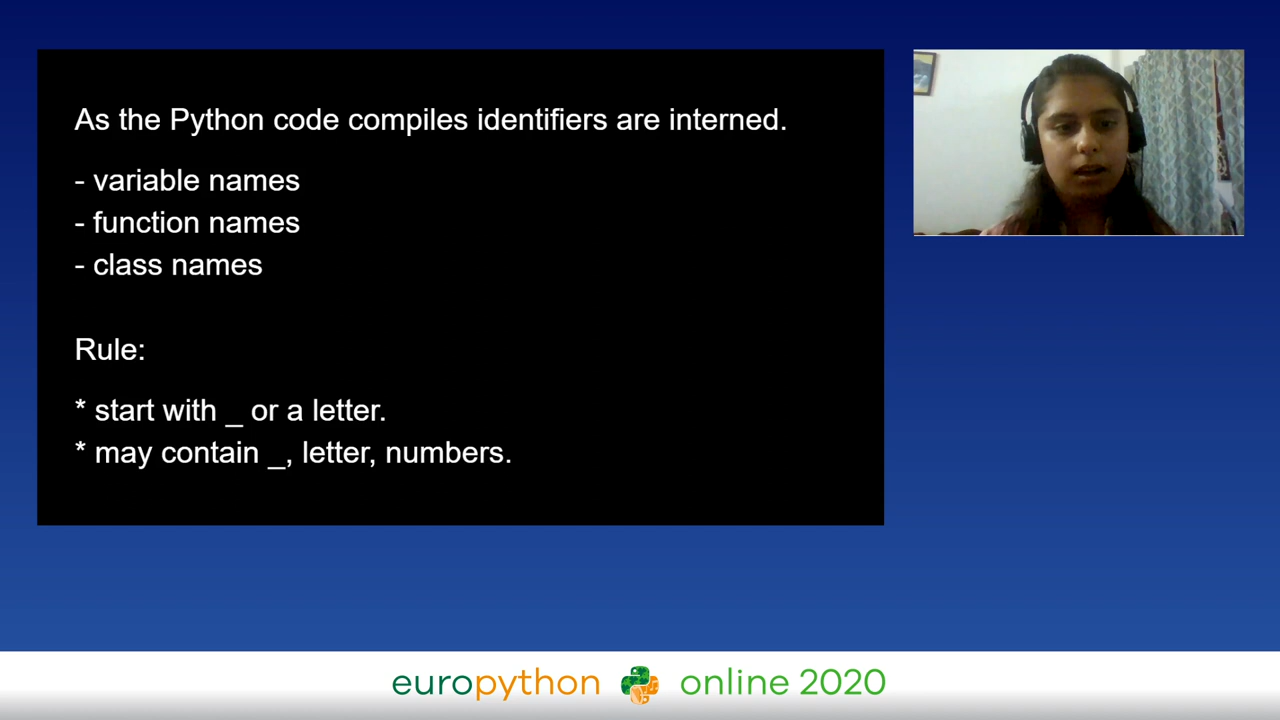 As the Python code compiles identifiers are interned.
- variable names
- function names
- class names
Rule:
* start with _ or a letter.
* may contain _, letter, numbers.
europython online 2020